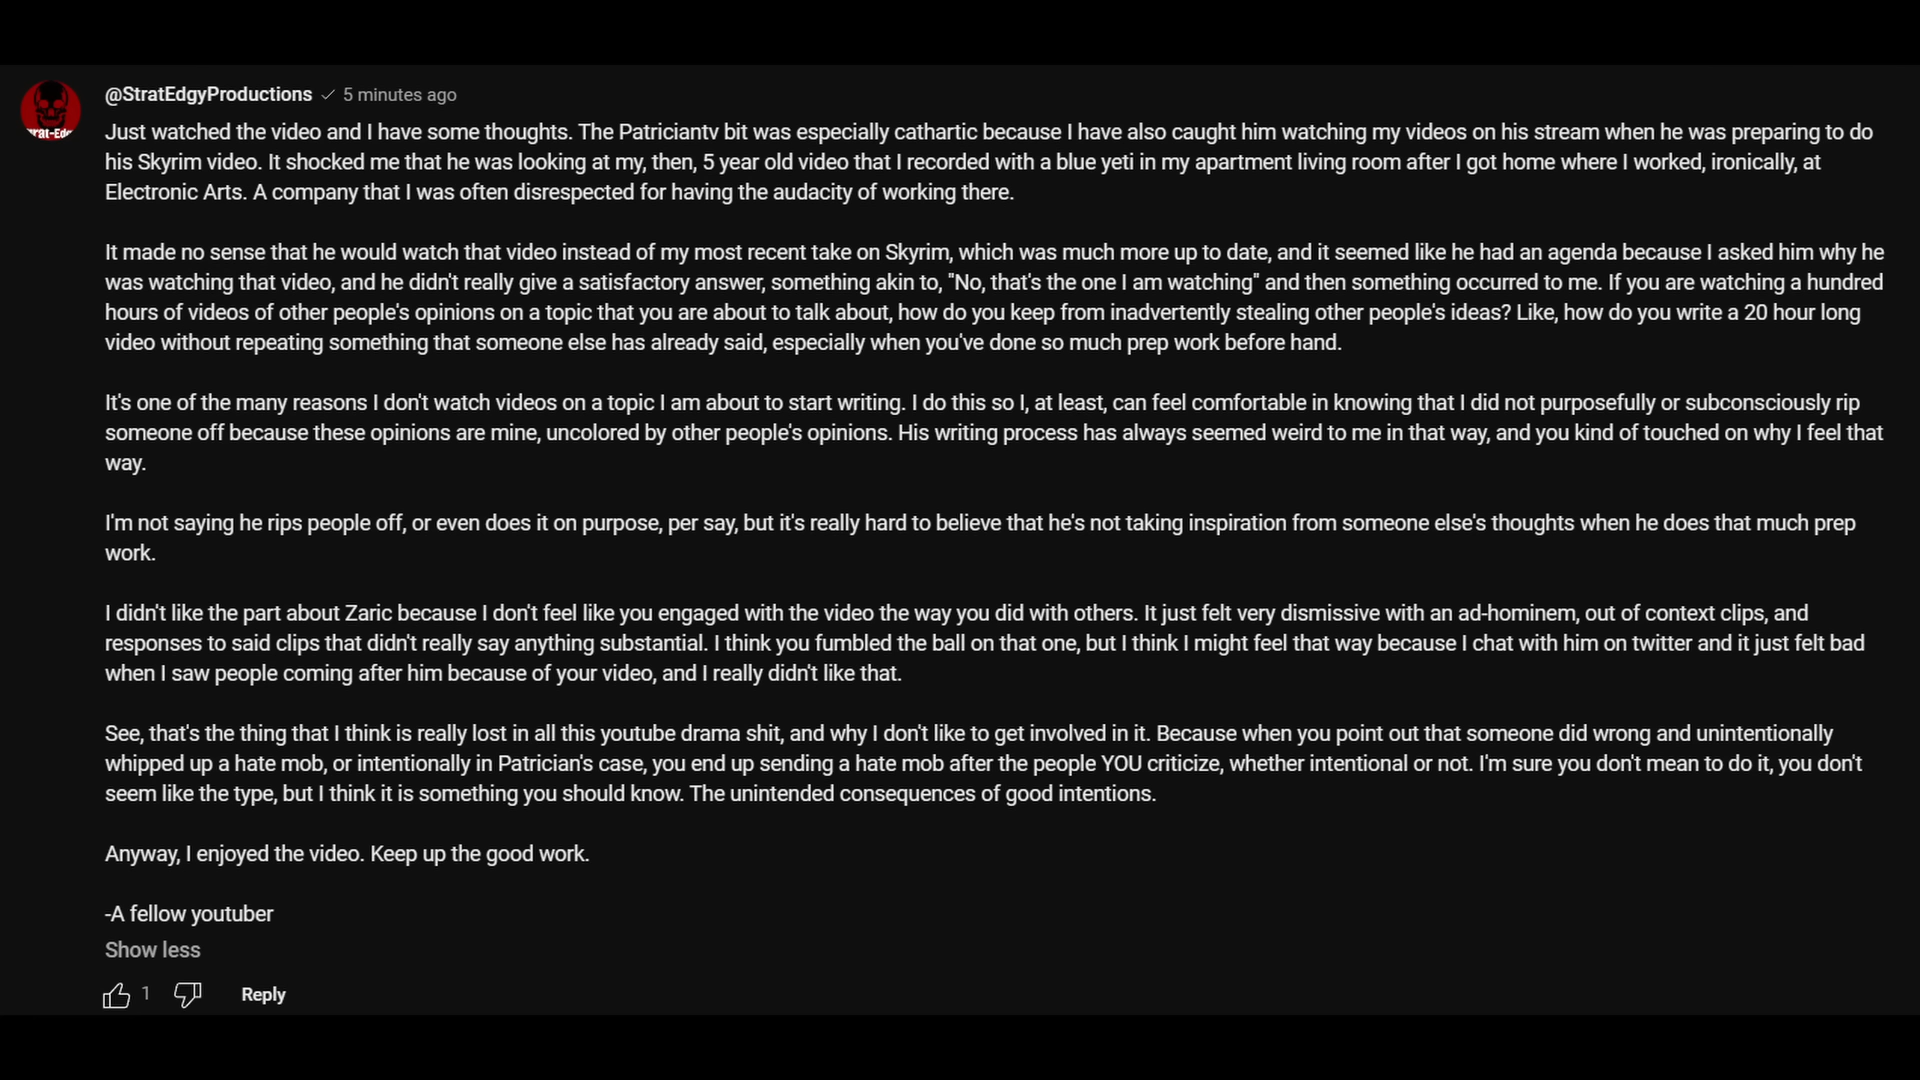 @StratEdgyProductions 5 minutes ago
Just watched the video and I have some thoughts. The Patriciantv bit was especially cathartic because I have also caught him watching my videos on his stream when he was preparing to do
his Skyrim video. It shocked me that he was looking at my, then, 5 year old video that I recorded with a blue yeti in my apartment living room after I got home where I worked, ironically, at
Electronic Arts. A company that I was often disrespected for having the audacity of working there.
It made no sense that he would watch that video instead of my most recent take on Skyrim, which was much more up to date, and it seemed like he had an agenda because I asked him why he
was watching that video, and he didn't really give a satisfactory answer, something akin to, "No, that's the one I am watching" and then something occurred to me. If you are watching a hundred
hours of videos of other people's opinions on a topic that you are about to talk about, how do you keep from inadvertently stealing other people's ideas? Like, how do you write a 20 hour long
video without repeating something that someone else has already said, especially when you've done so much prep work before hand.
It's one of the many reasons I don't watch videos on a topic I am about to start writing. I do this so I, at least, can feel comfortable in knowing that I did not purposefully or subconsciously rip
someone off because these opinions are mine, uncolored by other people's opinions. His writing process has always seemed weird to me in that way, and you kind of touched on why I feel that
way.
I'm not saying he rips people off, or even does it on purpose, per say, but it's really hard to believe that he's not taking inspiration from someone else's thoughts when he does that much prep
work.
I didn't like the part about Zaric because I don't feel like you engaged with the video the way you did with others. It just felt very dismissive with an ad-hominem, out of context clips, and
responses to said clips that didn't really say anything substantial. I think you fumbled the ball on that one, but I think I might feel that way because I chat with him on twitter and it just felt bad
when I saw people coming after him because of your video, and I really didn't like that.
See, that's the thing that I think is really lost in all this youtube drama shit, and why I don't like to get involved in it. Because when you point out that someone did wrong and unintentionally
whipped up a hate mob, or intentionally in Patrician's case, you end up sending a hate mob after the people YOU criticize, whether intentional or not. I'm sure you don't mean to do it, you don't
seem like the type, but I think it is something you should know. The unintended consequences of good intentions.
Anyway, I enjoyed the video. Keep up the good work.
-A fellow youtuber
Show less
1 Reply